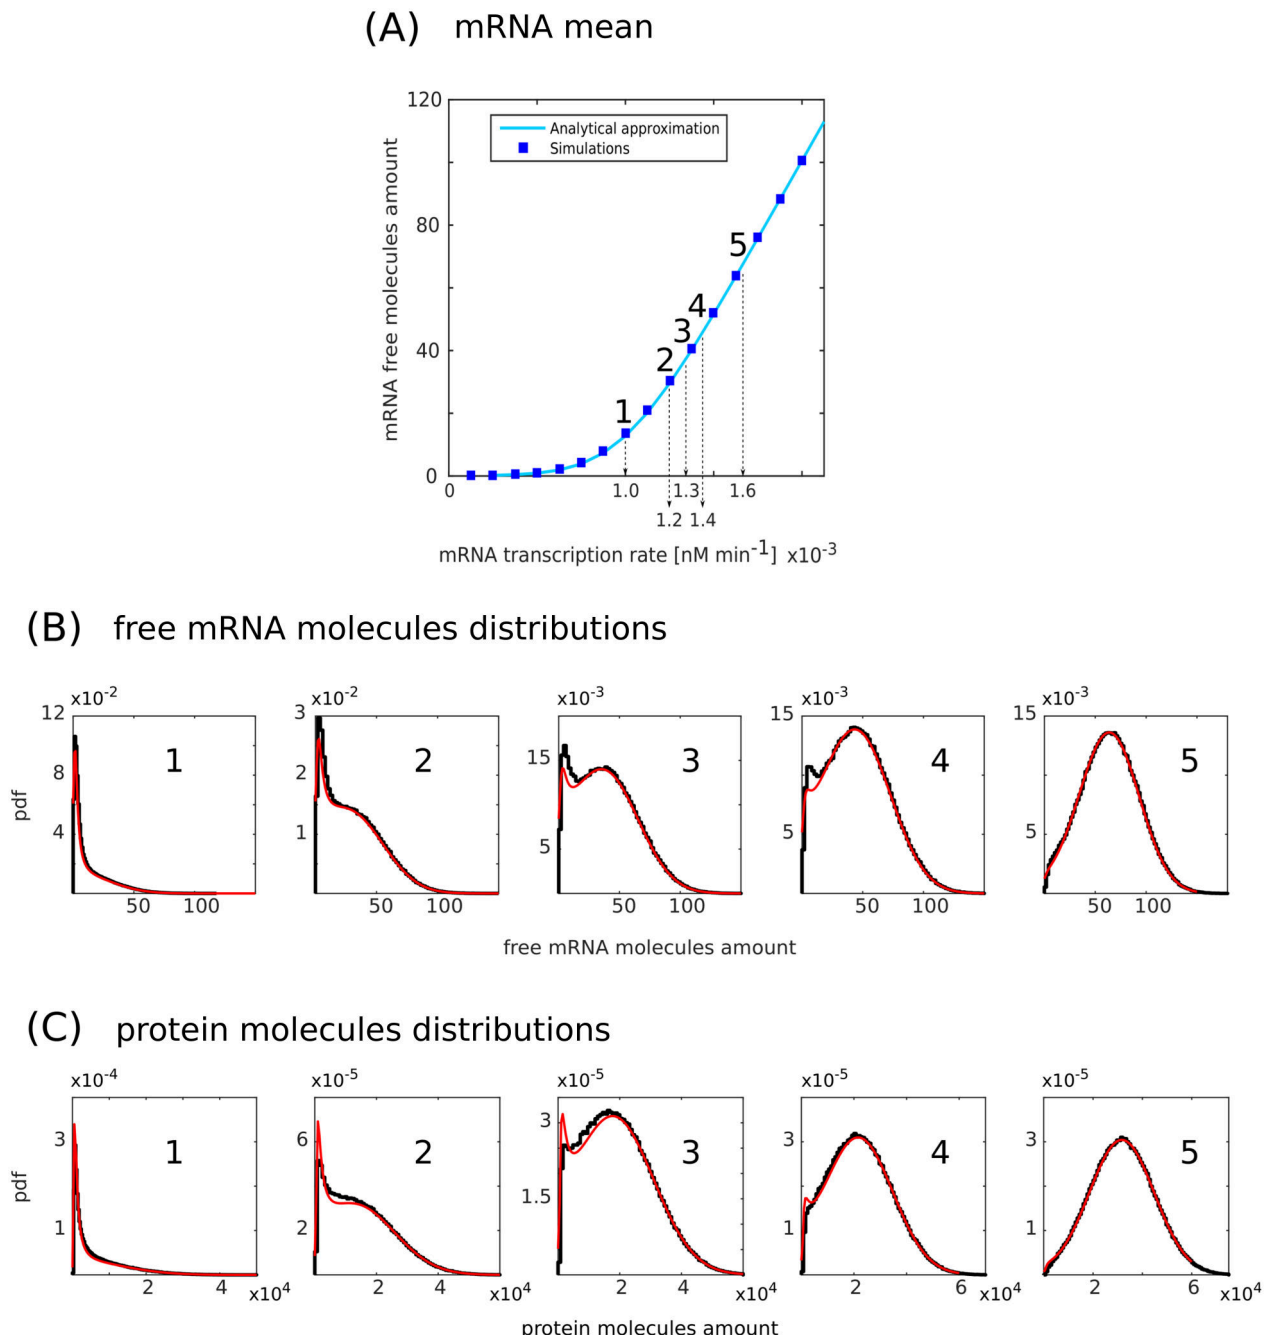 (A) mRNA mean
120
80
40
0
mRNA free molecules amount
Analytical approximation
Simulations
1 2 3 4 5
0 1.0 1.3 1.6
1.2 1.4
mRNA transcription rate [nM min-1] x10-3
(B) free mRNA molecules distributions
x10-2 x10-2 x10-3 x10-3 x10-3
pdf
12 8 4
1
50 100
3 2 1
2
50 100
15 5
3
50 100
15 5
4
50 100
15 5
5
50 100
free mRNA molecules amount
(C) protein molecules distributions
x10-4 x10-5 x10-5 x10-5 x10-5
pdf
3 1
1
2 4 x104
6 2
2
2 4 x104
3 1.5
3
2 4 x104
3 1
4
2 6 x104
3 1
5
2 6 x104
protein molecules amount